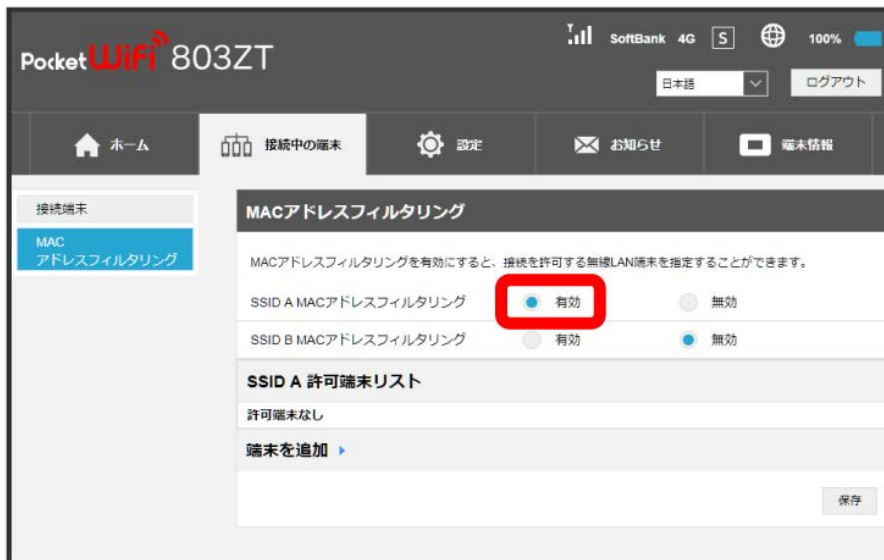 SoftBank 4G S 100%
Pocket WiFi 803ZT
日本語 ログアウト
ホーム 接続中の端末 設定 お知らせ 端末情報
接続端末
MAC
アドレスフィルタリング
MACアドレスフィルタリング
MACアドレスフィルタリングを有効にすると、接続を許可する無線LAN端末を指定することができます。
SSID A MACアドレスフィルタリング 有効 無効
SSID B MACアドレスフィルタリング 有効 無効
SSID A 許可端末リスト
許可端末なし
端末を追加
保存